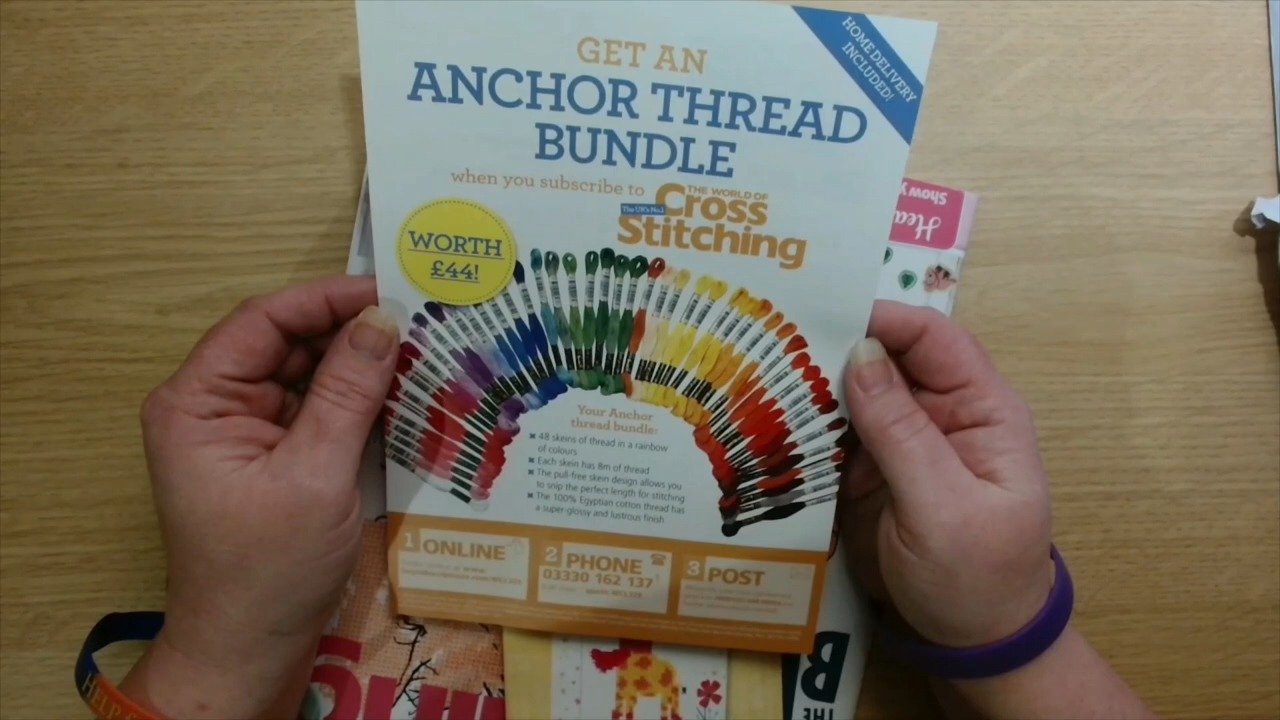 HOME DELIVERY
INCLUDED!
GET AN
ANCHOR THREAD
BUNDLE
when you subscribe to
THE WORLD OF
The UK's No.1
Cross
Stitching
WORTH
£44!
Your Anchor
thread bundle:
48 skeins of thread in a rainbow
of colours
Each skein has 8m of thread
The pull-free skein design allows you
to snip the perfect length for stitching
The 100% Egyptian cotton thread has
a super-glossy and lustrous finish
1 ONLINE
2 PHONE
03330 162 137
3 POST
Show
HELP
THE